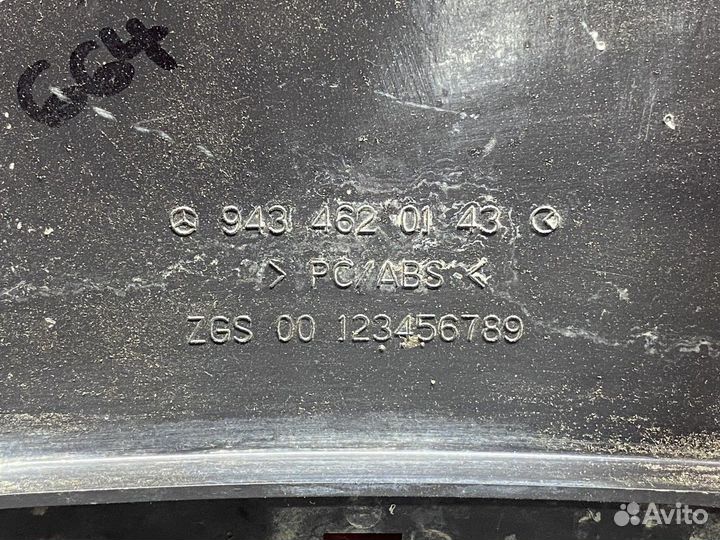 664
943 462 01 43
> PC/ABS <
ZGS 00 123456789
Avito